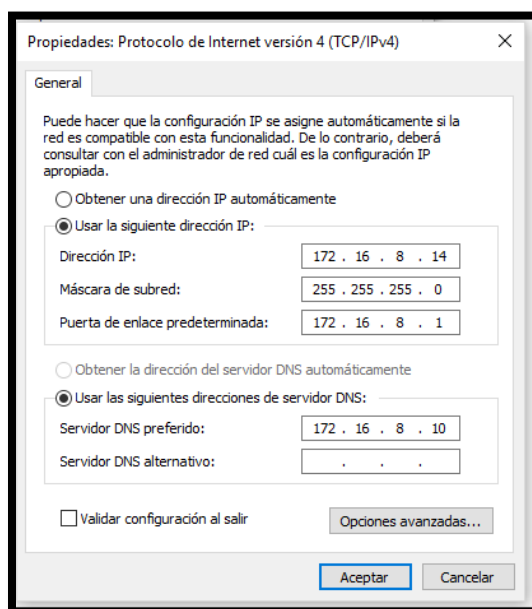 Propiedades: Protocolo de Internet versión 4 (TCP/IPv4)
General
Puede hacer que la configuración IP se asigne automáticamente si la
red es compatible con esta funcionalidad. De lo contrario, deberá
consultar con el administrador de red cuál es la configuración IP
apropiada.
Obtener una dirección IP automáticamente
Usar la siguiente dirección IP:
Dirección IP: 172 . 16 . 8 . 14
Máscara de subred: 255 . 255 . 255 . 0
Puerta de enlace predeterminada: 172 . 16 . 8 . 1
Obtener la dirección del servidor DNS automáticamente
Usar las siguientes direcciones de servidor DNS:
Servidor DNS preferido: 172 . 16 . 8 . 10
Servidor DNS alternativo: . . .
Validar configuración al salir Opciones avanzadas...
Aceptar Cancelar